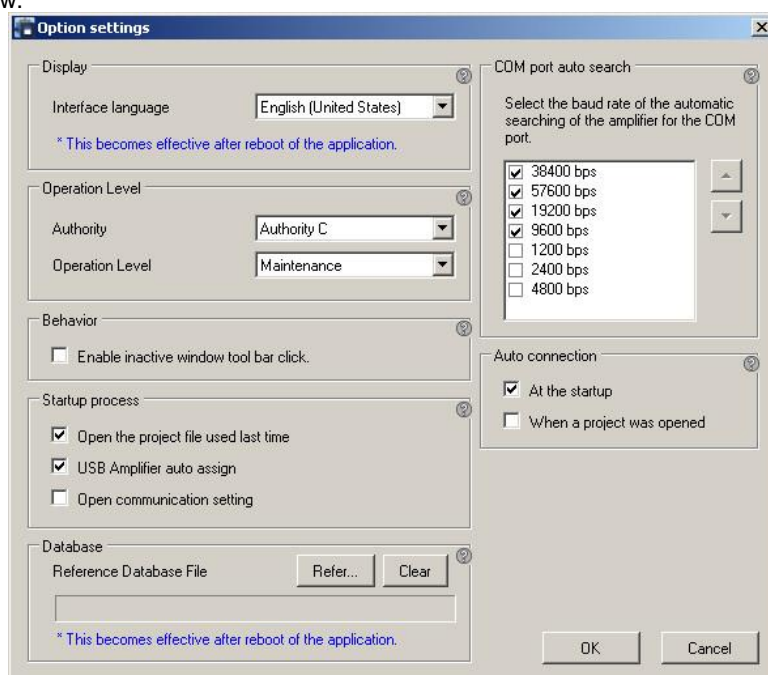 w.
Option settings
Display
Interface language
English (United States)
* This becomes effective after reboot of the application.
Operation Level
Authority
Authority C
Operation Level
Maintenance
Behavior
Enable inactive window tool bar click.
Startup process
Open the project file used last time
USB Amplifier auto assign
Open communication setting
Database
Reference Database File
Refer...
Clear
* This becomes effective after reboot of the application.
COM port auto search
Select the baud rate of the automatic
searching of the amplifier for the COM
port.
38400 bps
57600 bps
19200 bps
9600 bps
1200 bps
2400 bps
4800 bps
Auto connection
At the startup
When a project was opened
OK
Cancel